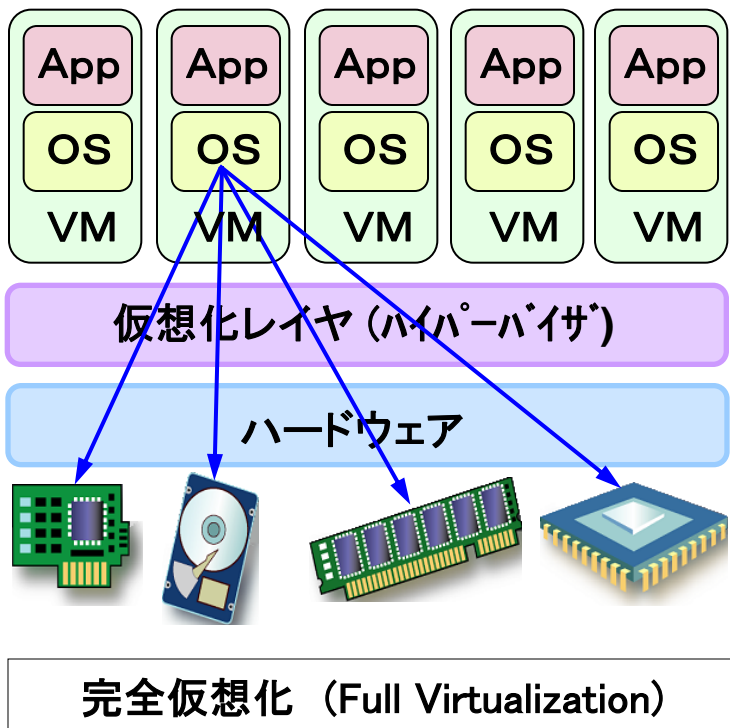 App App App App App
OS OS OS OS OS
VM VM VM VM VM
仮想化レイヤ (ﾊｲﾊﾟｰﾊﾞｲｻﾞ)
ハードウェア
完全仮想化 (Full Virtualization)